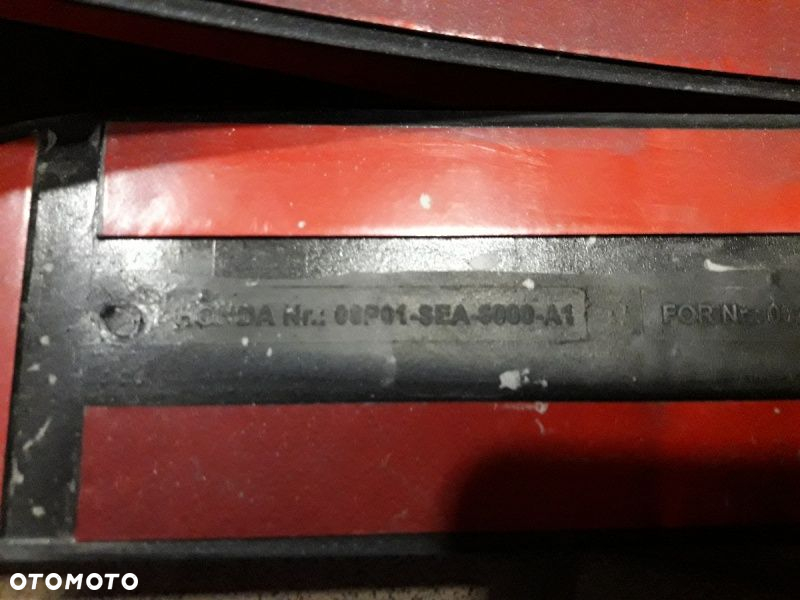 HONDA Nr.: 08P01-SEA-6000-A1 FOR Nr.:
OTOMOTO